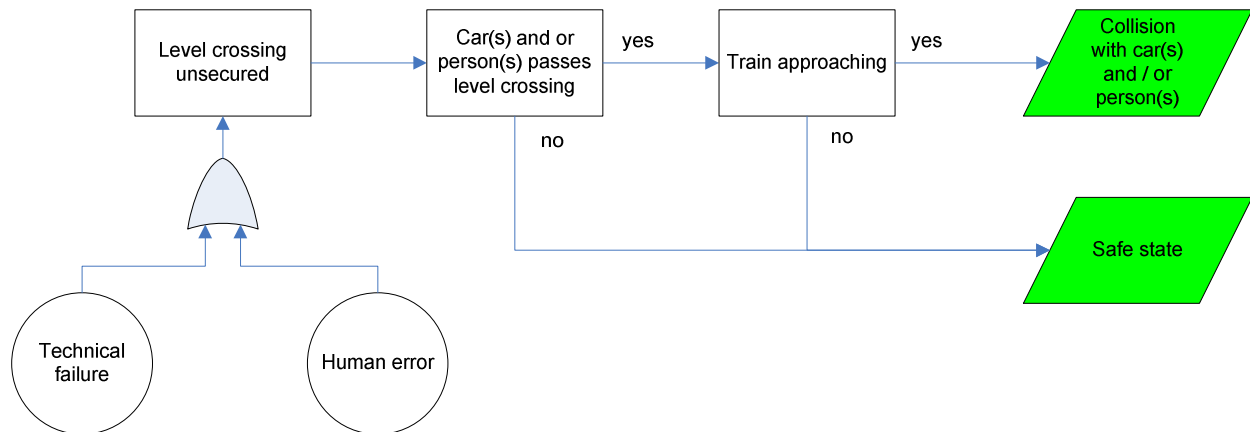 Level crossing
unsecured
Car(s) and or
person(s) passes
level crossing
yes
Train approaching
yes
Collision
with car(s)
and / or
person(s)
no
no
Safe state
Technical
failure
Human error